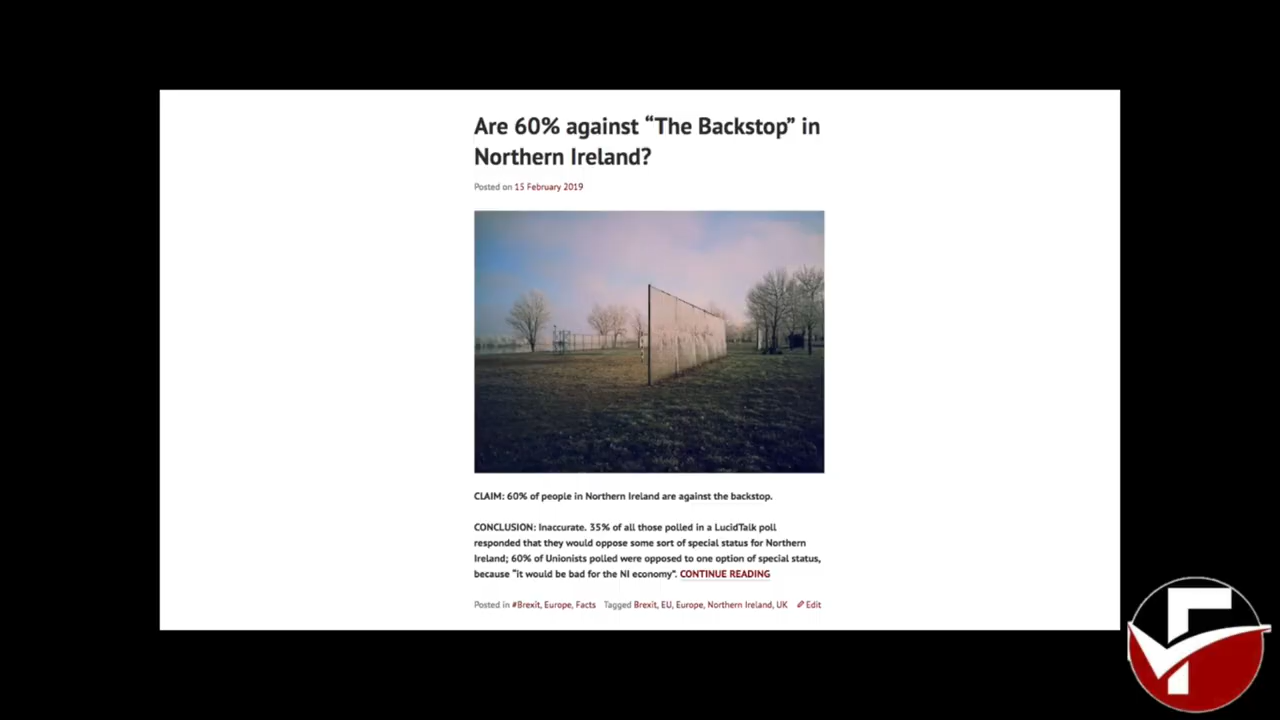 Are 60% against “The Backstop” in
Northern Ireland?
Posted on 15 February 2019
CLAIM: 60% of people in Northern Ireland are against the backstop.
CONCLUSION: Inaccurate. 35% of all those polled in a LucidTalk poll
responded that they would oppose some sort of special status for Northern
Ireland; 60% of Unionists polled were opposed to one option of special status,
because “it would be bad for the NI economy”. CONTINUE READING
Posted in #Brexit, Europe, Facts Tagged Brexit, EU, Europe, Northern Ireland, UK Edit